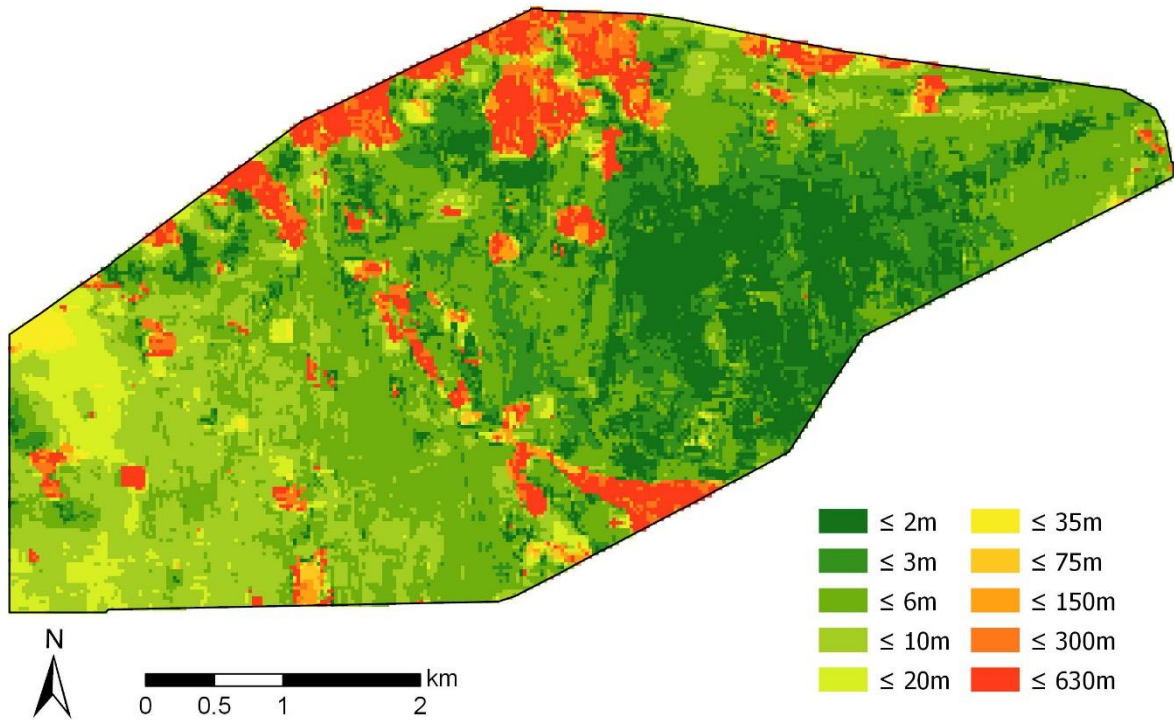 ≤ 2m ≤ 35m
≤ 3m ≤ 75m
≤ 6m ≤ 150m
≤ 10m ≤ 300m
≤ 20m ≤ 630m
N
km
0 0.5 1 2